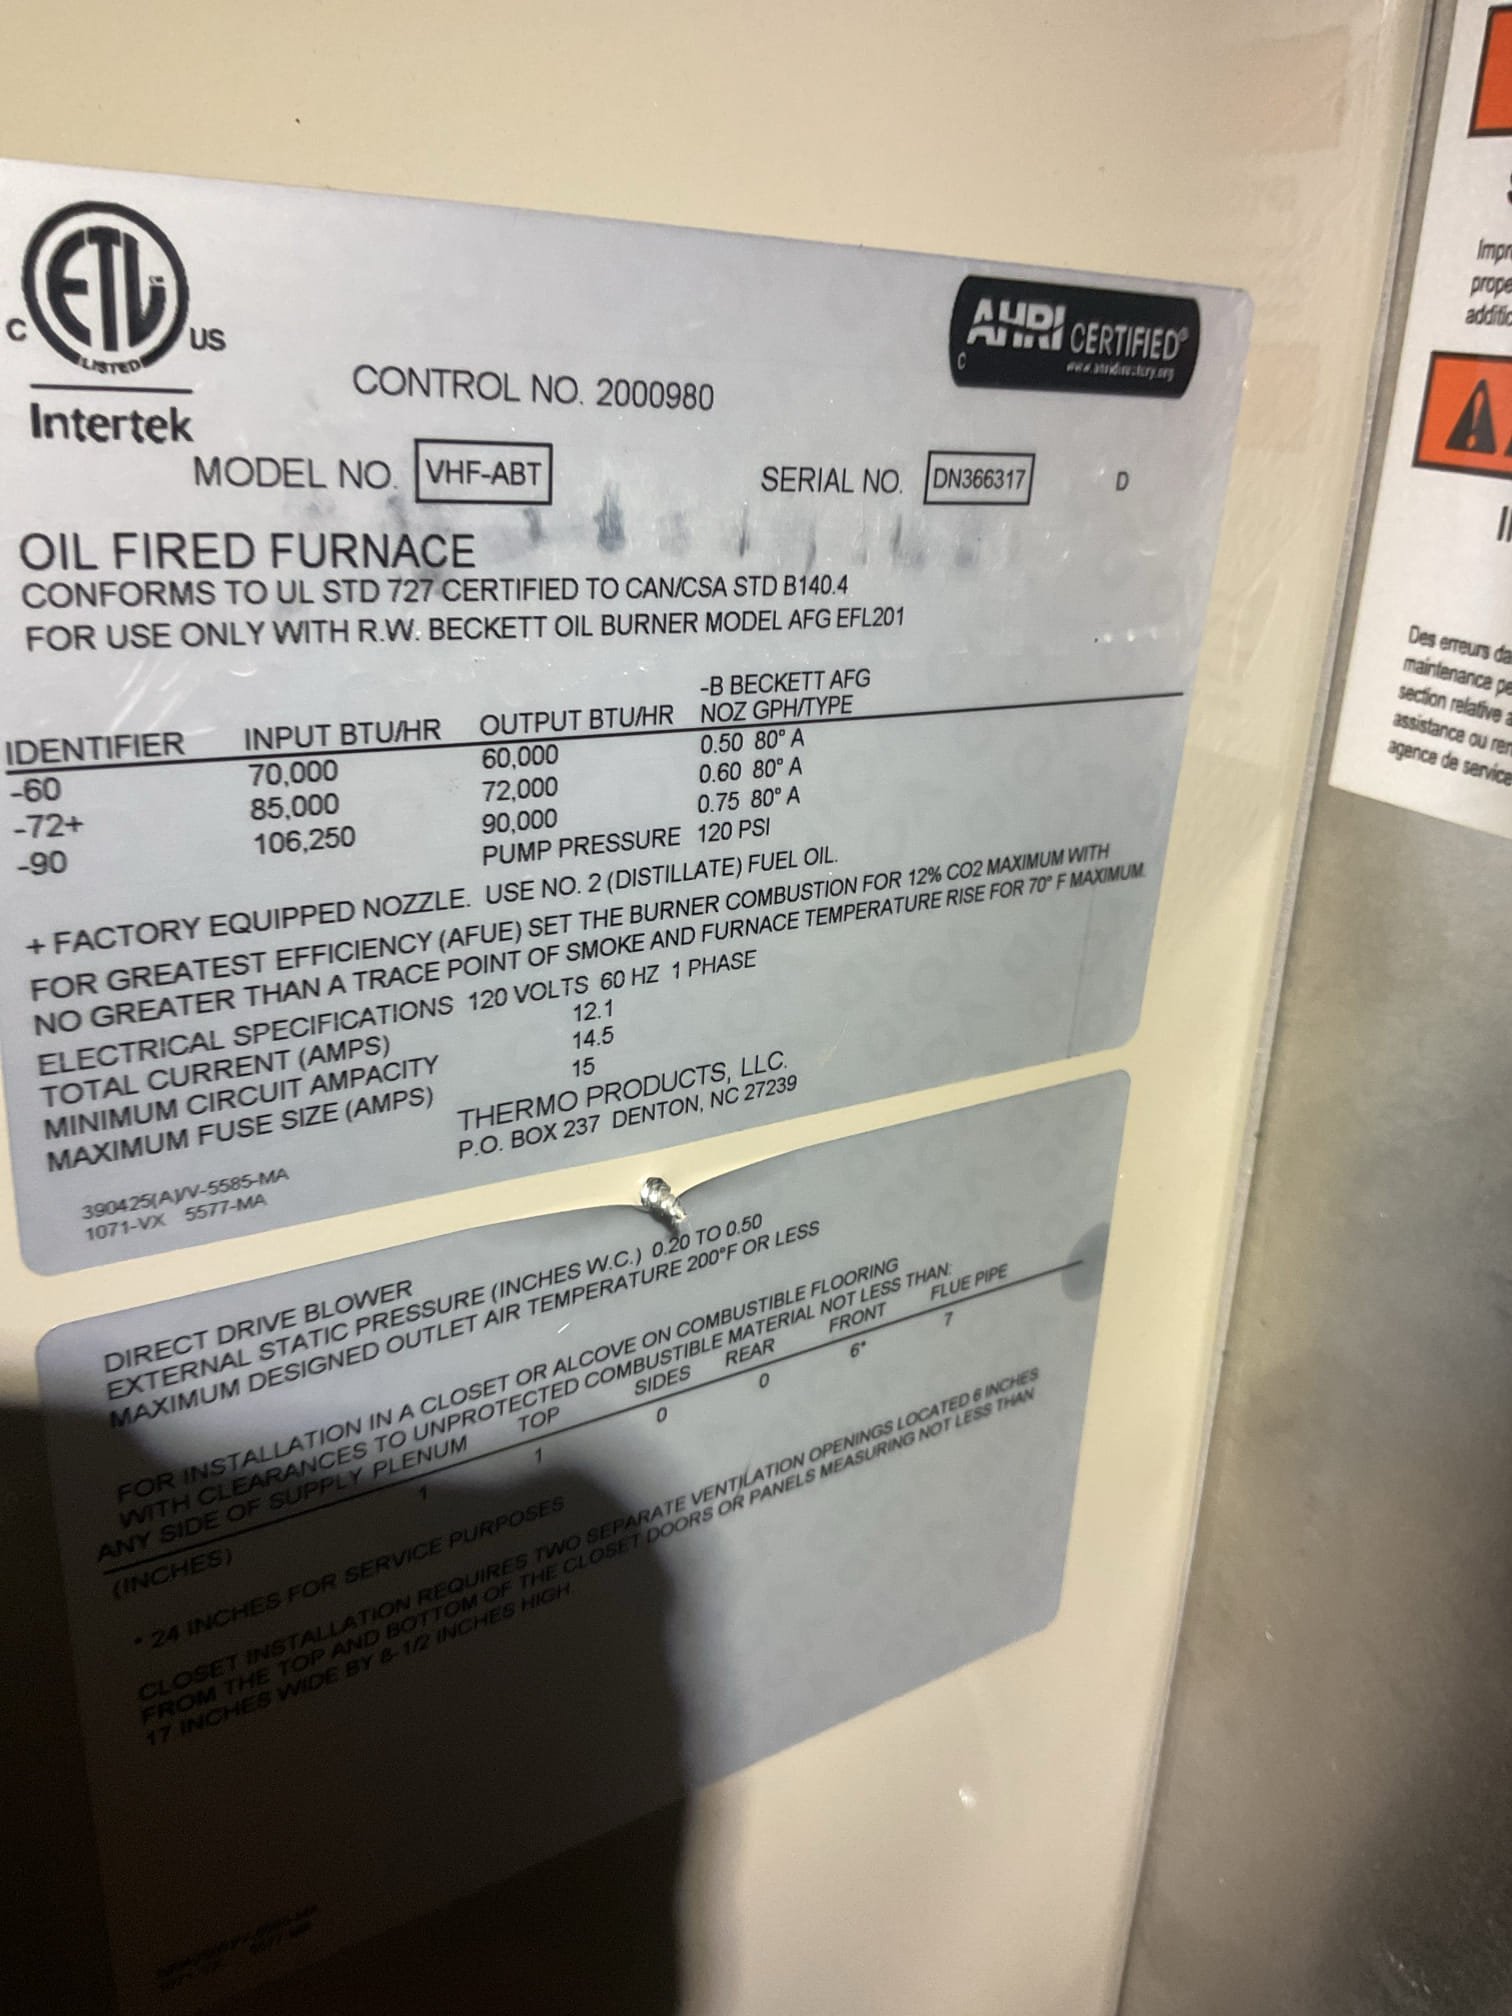 ETL
LISTED
C US
Intertek
AHRI CERTIFIED®
C
www.ahridirectory.org
CONTROL NO. 2000980
MODEL NO. VHF-ABT SERIAL NO. DN366317 D
OIL FIRED FURNACE
CONFORMS TO UL STD 727 CERTIFIED TO CAN/CSA STD B140.4
FOR USE ONLY WITH R.W. BECKETT OIL BURNER MODEL AFG EFL201
-B BECKETT AFG
IDENTIFIER INPUT BTU/HR OUTPUT BTU/HR NOZ GPH/TYPE
-60 70,000 60,000 0.50 80° A
-72+ 85,000 72,000 0.60 80° A
-90 106,250 90,000 0.75 80° A
PUMP PRESSURE 120 PSI
+ FACTORY EQUIPPED NOZZLE. USE NO. 2 (DISTILLATE) FUEL OIL.
FOR GREATEST EFFICIENCY (AFUE) SET THE BURNER COMBUSTION FOR 12% CO2 MAXIMUM WITH
NO GREATER THAN A TRACE POINT OF SMOKE AND FURNACE TEMPERATURE RISE FOR 70° F MAXIMUM.
ELECTRICAL SPECIFICATIONS 120 VOLTS 60 HZ 1 PHASE
TOTAL CURRENT (AMPS) 12.1
MINIMUM CIRCUIT AMPACITY 14.5
MAXIMUM FUSE SIZE (AMPS) 15
THERMO PRODUCTS, LLC.
P.O. BOX 237 DENTON, NC 27239
390425(A)/V-5585-MA
1071-VX 5577-MA
DIRECT DRIVE BLOWER
EXTERNAL STATIC PRESSURE (INCHES W.C.) 0.20 TO 0.50
MAXIMUM DESIGNED OUTLET AIR TEMPERATURE 200°F OR LESS
FOR INSTALLATION IN A CLOSET OR ALCOVE ON COMBUSTIBLE FLOORING
WITH CLEARANCES TO UNPROTECTED COMBUSTIBLE MATERIAL NOT LESS THAN:
ANY SIDE OF SUPPLY PLENUM TOP SIDES REAR FRONT FLUE PIPE
(INCHES) 1 1 0 0 6* 7
* 24 INCHES FOR SERVICE PURPOSES
CLOSET INSTALLATION REQUIRES TWO SEPARATE VENTILATION OPENINGS LOCATED 6 INCHES
FROM THE TOP AND BOTTOM OF THE CLOSET DOORS OR PANELS MEASURING NOT LESS THAN
17 INCHES WIDE BY 8-1/2 INCHES HIGH.
Des erreurs
maintenance
section relative
assistance ou
agence de service